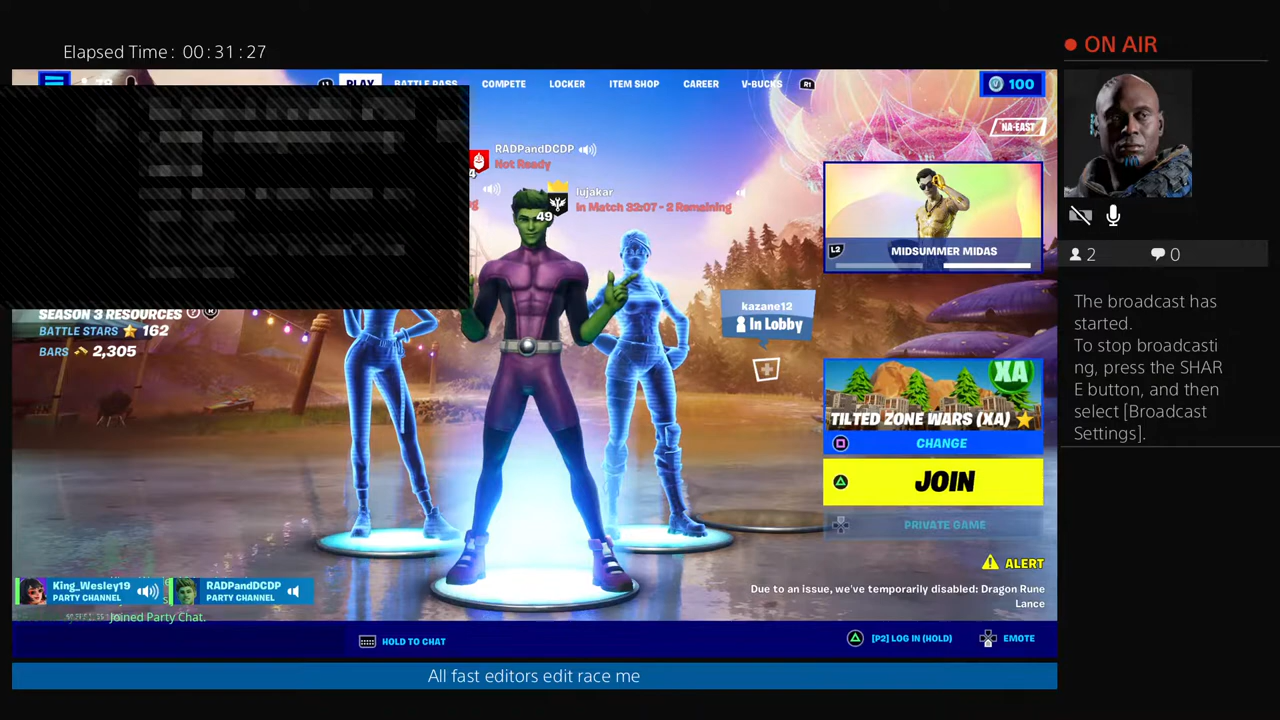 Elapsed Time: 00:31:27
ON AIR
PLAY
BATTLE PASS
COMPETE
LOCKER
ITEM SHOP
CAREER
V-BUCKS
R1
100
NA-EAST
RADPandDCDP
Not Ready
lujakar
In Match 32:07 - 2 Remaining
49
L2
MIDSUMMER MIDAS
2
0
The broadcast has
started.
To stop broadcasti
ng, press the SHAR
E button, and then
select [Broadcast
Settings].
kazane12
In Lobby
SEASON 3 RESOURCES
BATTLE STARS 162
BARS 2,305
XA
TILTED ZONE WARS (XA)
CHANGE
JOIN
PRIVATE GAME
ALERT
Due to an issue, we've temporarily disabled: Dragon Rune
Lance
King_Wesley19
PARTY CHANNEL
RADPandDCDP
PARTY CHANNEL
Joined Party Chat.
HOLD TO CHAT
[P2] LOG IN (HOLD)
EMOTE
All fast editors edit race me